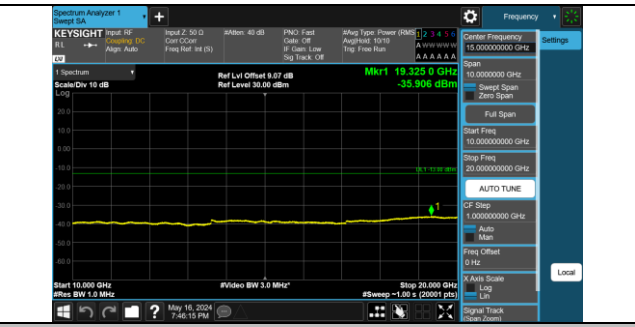 Spectrum Analyzer 1
Swept SA
Frequency
KEYSIGHT
RL
Input: RF
Coupling: DC
Align: Auto
Input Z: 50 Ω
Corr CCorr
Freq Ref: Int (S)
#Atten: 40 dB
PNO: Fast
Gate: Off
IF Gain: Low
Sig Track: Off
#Avg Type: Power (RMS
Avg|Hold: 10/10
Trig: Free Run
1 2 3 4 5 6
A W W W W W
A A A A A A
LXI
1 Spectrum
Scale/Div 10 dB
Log
Ref Lvl Offset 9.07 dB
Ref Level 30.00 dBm
Mkr1 19.325 0 GHz
-35.906 dBm
20.0
10.0
0.00
-10.0
-20.0
-30.0
-40.0
-50.0
-60.0
DL1 -13.00 dBm
1
Start 10.000 GHz
#Res BW 1.0 MHz
#Video BW 3.0 MHz*
Stop 20.000 GHz
#Sweep ~1.00 s (20001 pts)
May 16, 2024
7:46:15 PM
Center Frequency
15.000000000 GHz
Span
10.0000000 GHz
Swept Span
Zero Span
Full Span
Start Freq
10.000000000 GHz
Stop Freq
20.000000000 GHz
AUTO TUNE
CF Step
1.000000000 GHz
Auto
Man
Freq Offset
0 Hz
X Axis Scale
Log
Lin
Signal Track
(Span Zoom)
Settings
Local